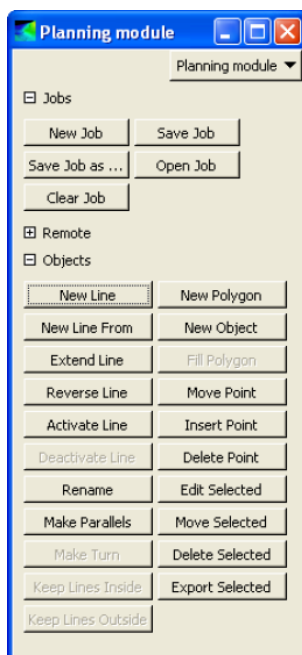 Planning module
Planning module
Jobs
New Job Save Job
Save Job as ... Open Job
Clear Job
Remote
Objects
New Line New Polygon
New Line From New Object
Extend Line Fill Polygon
Reverse Line Move Point
Activate Line Insert Point
Deactivate Line Delete Point
Rename Edit Selected
Make Parallels Move Selected
Make Turn Delete Selected
Keep Lines Inside Export Selected
Keep Lines Outside